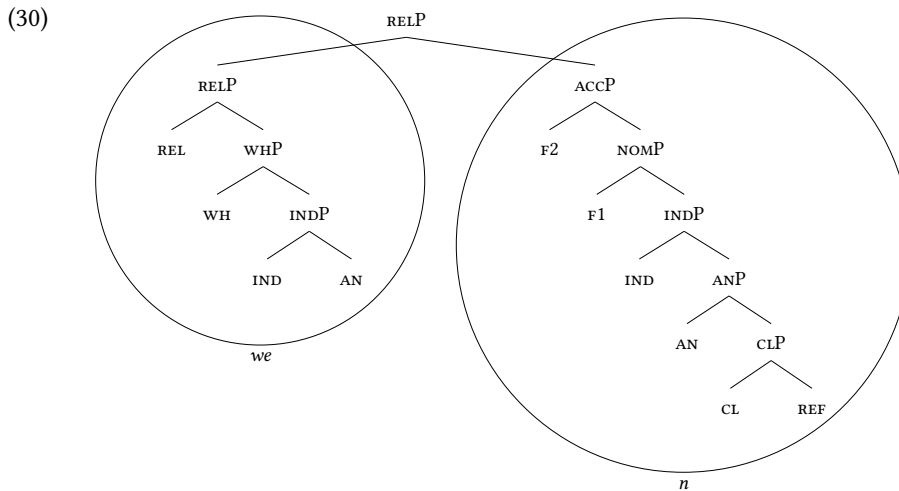 (30)
RELP
RELP ACCP
REL WHP F2 NOMP
WH INDP F1 INDP
IND AN IND ANP
we AN CLP
CL REF
n